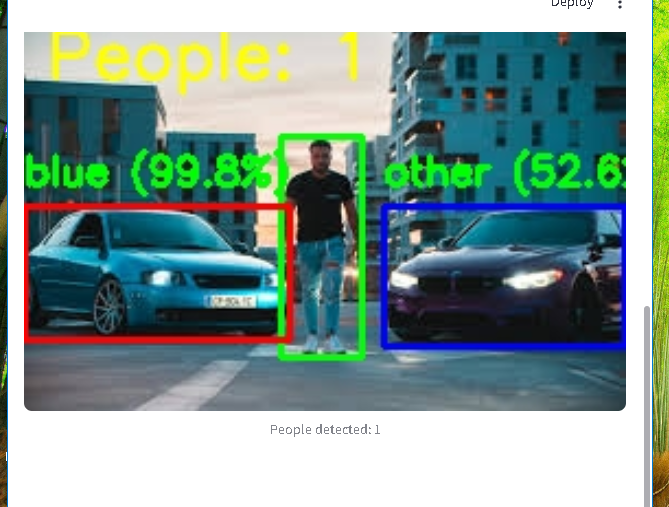 Deploy
People: 1
blue (99.8%)
other (52.6
People detected: 1